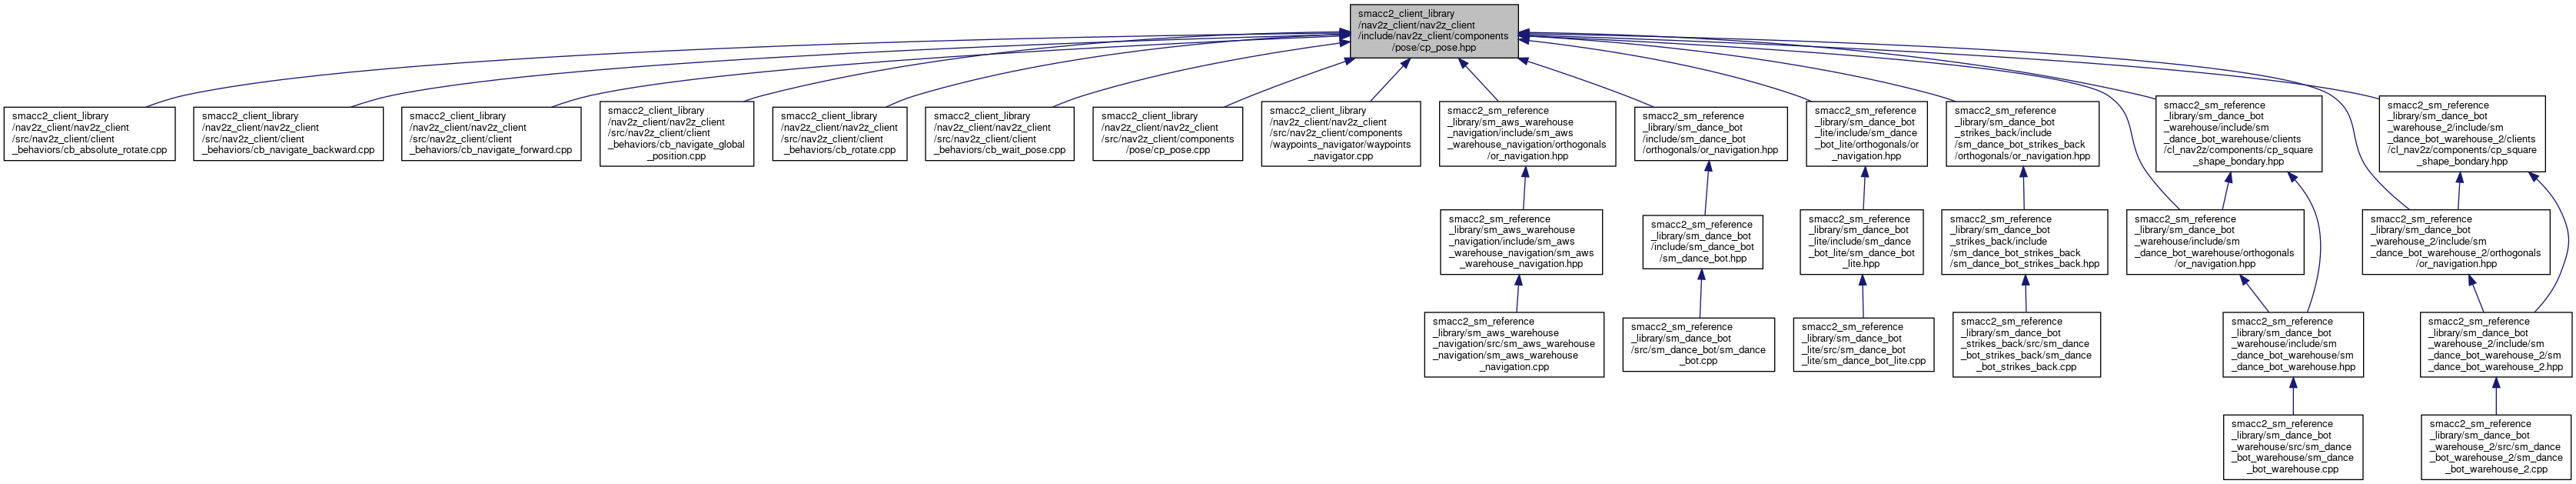 smacc2_client_library
/nav2z_client/nav2z_client
/include/nav2z_client/components
/pose/cp_pose.hpp
smacc2_client_library
/nav2z_client/nav2z_client
/src/nav2z_client/client
_behaviors/cb_absolute_rotate.cpp
smacc2_client_library
/nav2z_client/nav2z_client
/src/nav2z_client/client
_behaviors/cb_navigate_backward.cpp
smacc2_client_library
/nav2z_client/nav2z_client
/src/nav2z_client/client
_behaviors/cb_navigate_forward.cpp
smacc2_client_library
/nav2z_client/nav2z_client
/src/nav2z_client/client
_behaviors/cb_navigate_global
_position.cpp
smacc2_client_library
/nav2z_client/nav2z_client
/src/nav2z_client/client
_behaviors/cb_rotate.cpp
smacc2_client_library
/nav2z_client/nav2z_client
/src/nav2z_client/client
_behaviors/cb_wait_pose.cpp
smacc2_client_library
/nav2z_client/nav2z_client
/src/nav2z_client/components
/pose/cp_pose.cpp
smacc2_client_library
/nav2z_client/nav2z_client
/src/nav2z_client/components
/waypoints_navigator/waypoints
_navigator.cpp
smacc2_sm_reference
_library/sm_aws_warehouse
_navigation/include/sm_aws
_warehouse_navigation/orthogonals
/or_navigation.hpp
smacc2_sm_reference
_library/sm_dance_bot
/include/sm_dance_bot
/orthogonals/or_navigation.hpp
smacc2_sm_reference
_library/sm_dance_bot
_lite/include/sm_dance
_bot_lite/orthogonals/or
_navigation.hpp
smacc2_sm_reference
_library/sm_dance_bot
_strikes_back/include
/sm_dance_bot_strikes_back
/orthogonals/or_navigation.hpp
smacc2_sm_reference
_library/sm_dance_bot
_warehouse/include/sm
_dance_bot_warehouse/clients
/cl_nav2z/components/cp_square
_shape_bondary.hpp
smacc2_sm_reference
_library/sm_dance_bot
_warehouse_2/include/sm
_dance_bot_warehouse_2/clients
/cl_nav2z/components/cp_square
_shape_bondary.hpp
smacc2_sm_reference
_library/sm_aws_warehouse
_navigation/include/sm_aws
_warehouse_navigation/sm_aws
_warehouse_navigation.hpp
smacc2_sm_reference
_library/sm_dance_bot
/include/sm_dance_bot
/sm_dance_bot.hpp
smacc2_sm_reference
_library/sm_dance_bot
_lite/include/sm_dance
_bot_lite/sm_dance_bot
_lite.hpp
smacc2_sm_reference
_library/sm_dance_bot
_strikes_back/include
/sm_dance_bot_strikes_back
/sm_dance_bot_strikes_back.hpp
smacc2_sm_reference
_library/sm_dance_bot
_warehouse/include/sm
_dance_bot_warehouse/orthogonals
/or_navigation.hpp
smacc2_sm_reference
_library/sm_dance_bot
_warehouse_2/include/sm
_dance_bot_warehouse_2/orthogonals
/or_navigation.hpp
smacc2_sm_reference
_library/sm_aws_warehouse
_navigation/src/sm_aws_warehouse
_navigation/sm_aws_warehouse
_navigation.cpp
smacc2_sm_reference
_library/sm_dance_bot
/src/sm_dance_bot/sm_dance
_bot.cpp
smacc2_sm_reference
_library/sm_dance_bot
_lite/src/sm_dance_bot
_lite/sm_dance_bot_lite.cpp
smacc2_sm_reference
_library/sm_dance_bot
_strikes_back/src/sm_dance
_bot_strikes_back/sm_dance
_bot_strikes_back.cpp
smacc2_sm_reference
_library/sm_dance_bot
_warehouse/include/sm
_dance_bot_warehouse/sm
_dance_bot_warehouse.hpp
smacc2_sm_reference
_library/sm_dance_bot
_warehouse_2/include/sm
_dance_bot_warehouse_2/sm
_dance_bot_warehouse_2.hpp
smacc2_sm_reference
_library/sm_dance_bot
_warehouse/src/sm_dance
_bot_warehouse/sm_dance
_bot_warehouse.cpp
smacc2_sm_reference
_library/sm_dance_bot
_warehouse_2/src/sm_dance
_bot_warehouse_2/sm_dance
_bot_warehouse_2.cpp